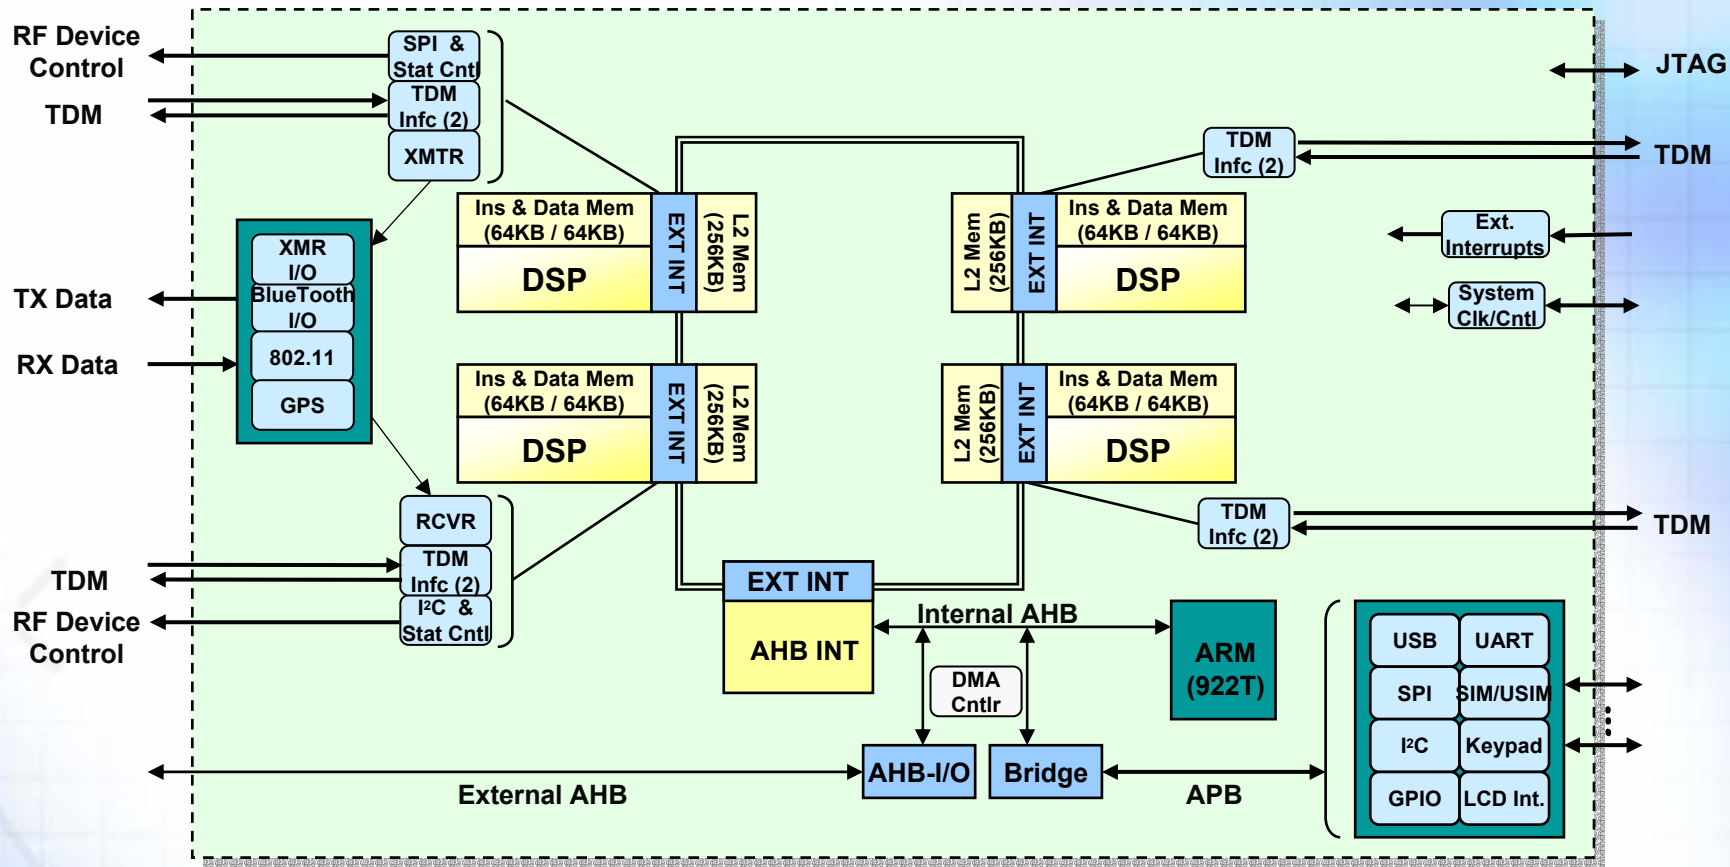 RF Device
Control
TDM
TX Data
RX Data
TDM
RF Device
Control
SPI &
Stat Cntl
TDM
Infc (2)
XMTR
XMR
I/O
BlueTooth
I/O
802.11
GPS
RCVR
TDM
Infc (2)
I²C &
Stat Cntl
Ins & Data Mem
(64KB / 64KB)
DSP
EXT INT
L2 Mem
(256KB)
L2 Mem
(256KB)
EXT INT
Ins & Data Mem
(64KB / 64KB)
DSP
Ins & Data Mem
(64KB / 64KB)
DSP
EXT INT
L2 Mem
(256KB)
L2 Mem
(256KB)
EXT INT
Ins & Data Mem
(64KB / 64KB)
DSP
TDM
Infc (2)
Ext.
Interrupts
System
Clk/Cntl
TDM
Infc (2)
JTAG
TDM
TDM
EXT INT
AHB INT
Internal AHB
DMA
Cntlr
ARM
(922T)
AHB-I/O
Bridge
External AHB
APB
USB
UART
SPI
SIM/USIM
I²C
Keypad
GPIO
LCD Int.